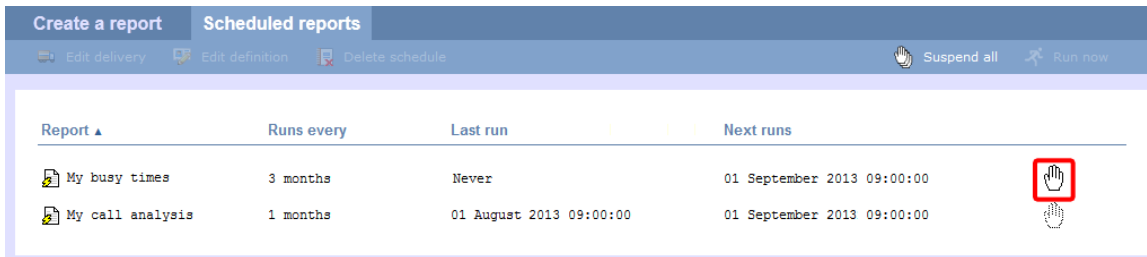 Create a report Scheduled reports
Edit delivery Edit definition Delete schedule Suspend all Run now
Report Runs every Last run Next runs
My busy times 3 months Never 01 September 2013 09:00:00
My call analysis 1 months 01 August 2013 09:00:00 01 September 2013 09:00:00